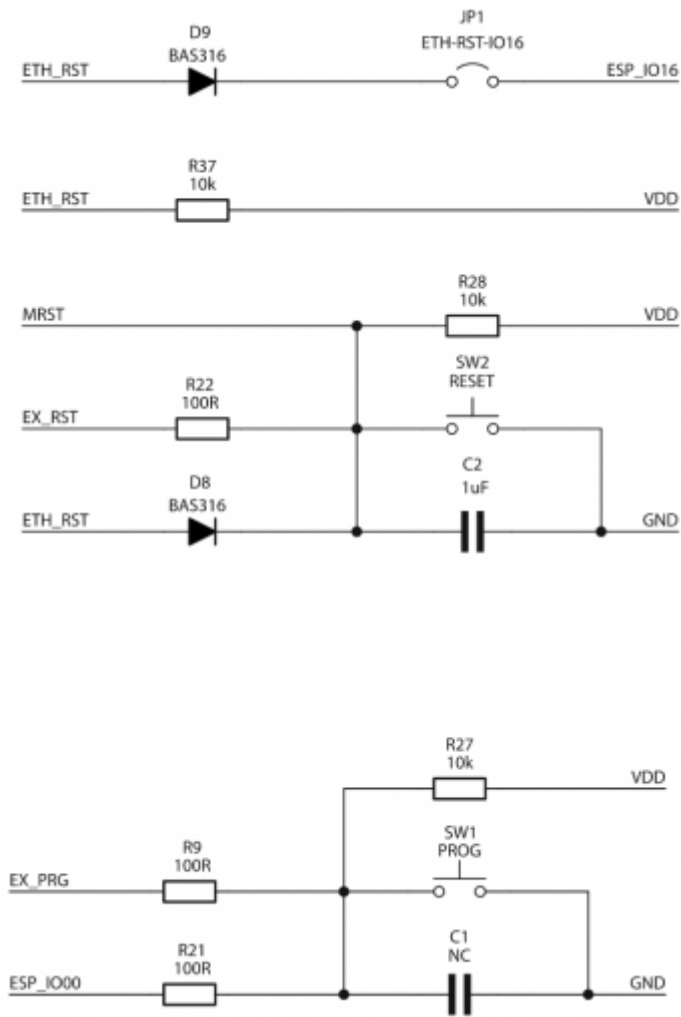 JP1
ETH-RST-IO16
D9
BAS316
ETH_RST
ESP_IO16
R37
10k
ETH_RST
VDD
R28
10k
MRST
VDD
SW2
RESET
R22
100R
EX_RST
C2
1uF
D8
BAS316
ETH_RST
GND
R27
10k
VDD
SW1
PROG
R9
100R
EX_PRG
C1
NC
R21
100R
ESP_IO00
GND